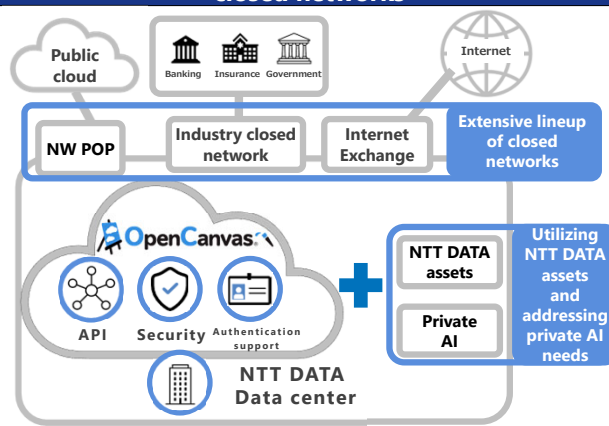 closed networks
Public
cloud
Banking
Insurance
Government
Internet
NW POP
Industry closed
network
Internet
Exchange
Extensive lineup
of closed
networks
OpenCanvas
API
Security
Authentication
support
NTT DATA
assets
Private
AI
Utilizing
NTT DATA
assets
and
addressing
private AI
needs
NTT DATA
Data center